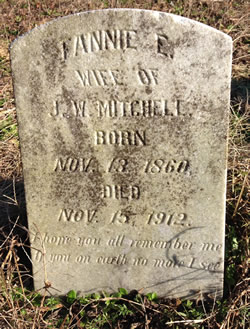 FANNIE E.
WIFE OF
J. W. MITCHELL.
BORN
NOV. 13. 1860.
DIED
NOV. 15, 1912.
I hope you all remember me
If you on earth no more I see